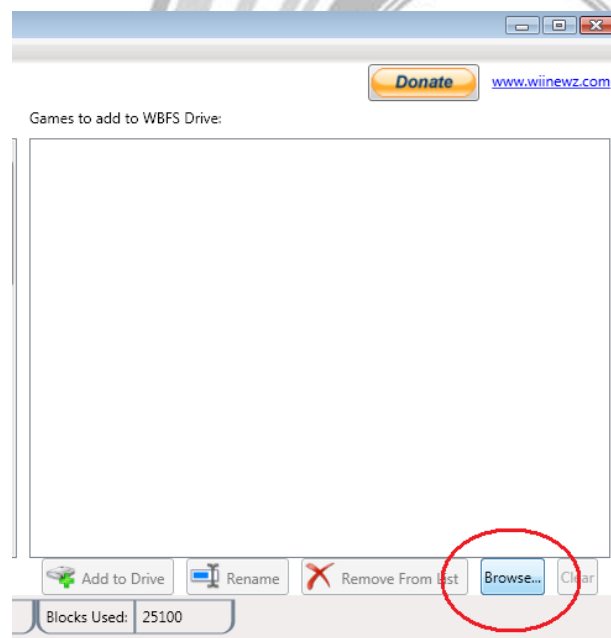 Donate www.wiinewz.com
Games to add to WBFS Drive:
Add to Drive Rename Remove From List Browse... Clear
Blocks Used: 25100